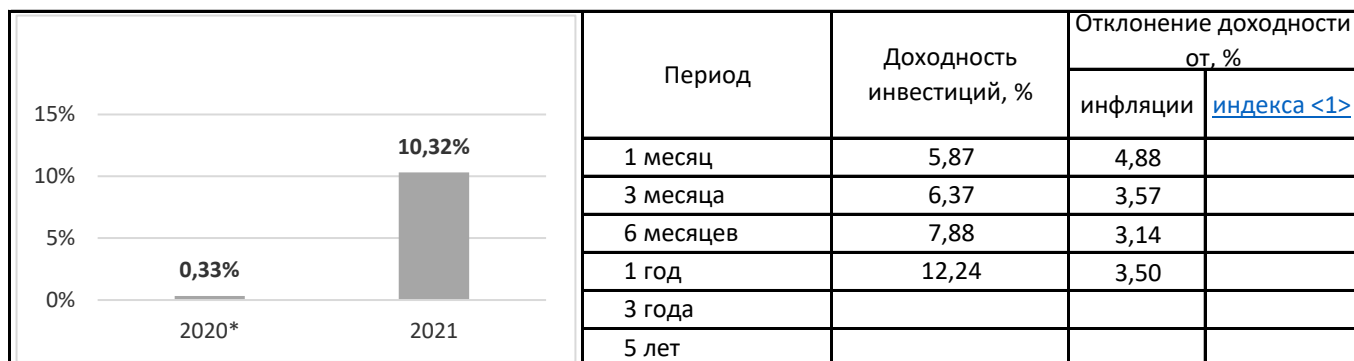 15%
10%
5%
0%
0,33%
10,32%
2020*
2021
Период
Доходность
инвестиций, %
Отклонение доходности
от, %
инфляции
индекса <1>
1 месяц 5,87 4,88
3 месяца 6,37 3,57
6 месяцев 7,88 3,14
1 год 12,24 3,50
3 года
5 лет